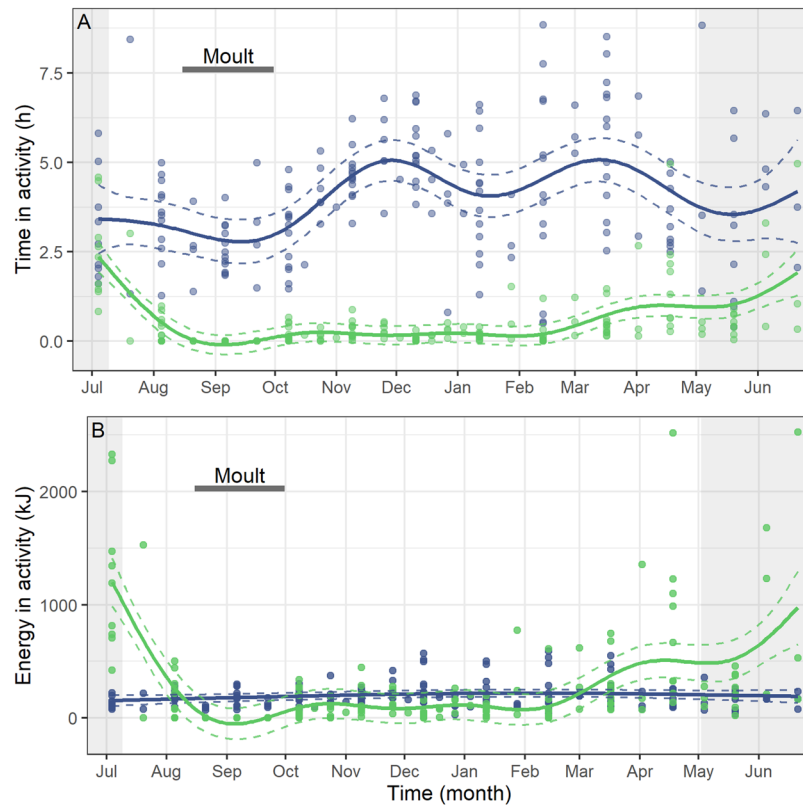 A
Moult
Time in activity (h)
7.5
5.0
2.5
0.0
Jul Aug Sep Oct Nov Dec Jan Feb Mar Apr May Jun
B
Moult
Energy in activity (kJ)
2000
1000
0
Jul Aug Sep Oct Nov Dec Jan Feb Mar Apr May Jun
Time (month)